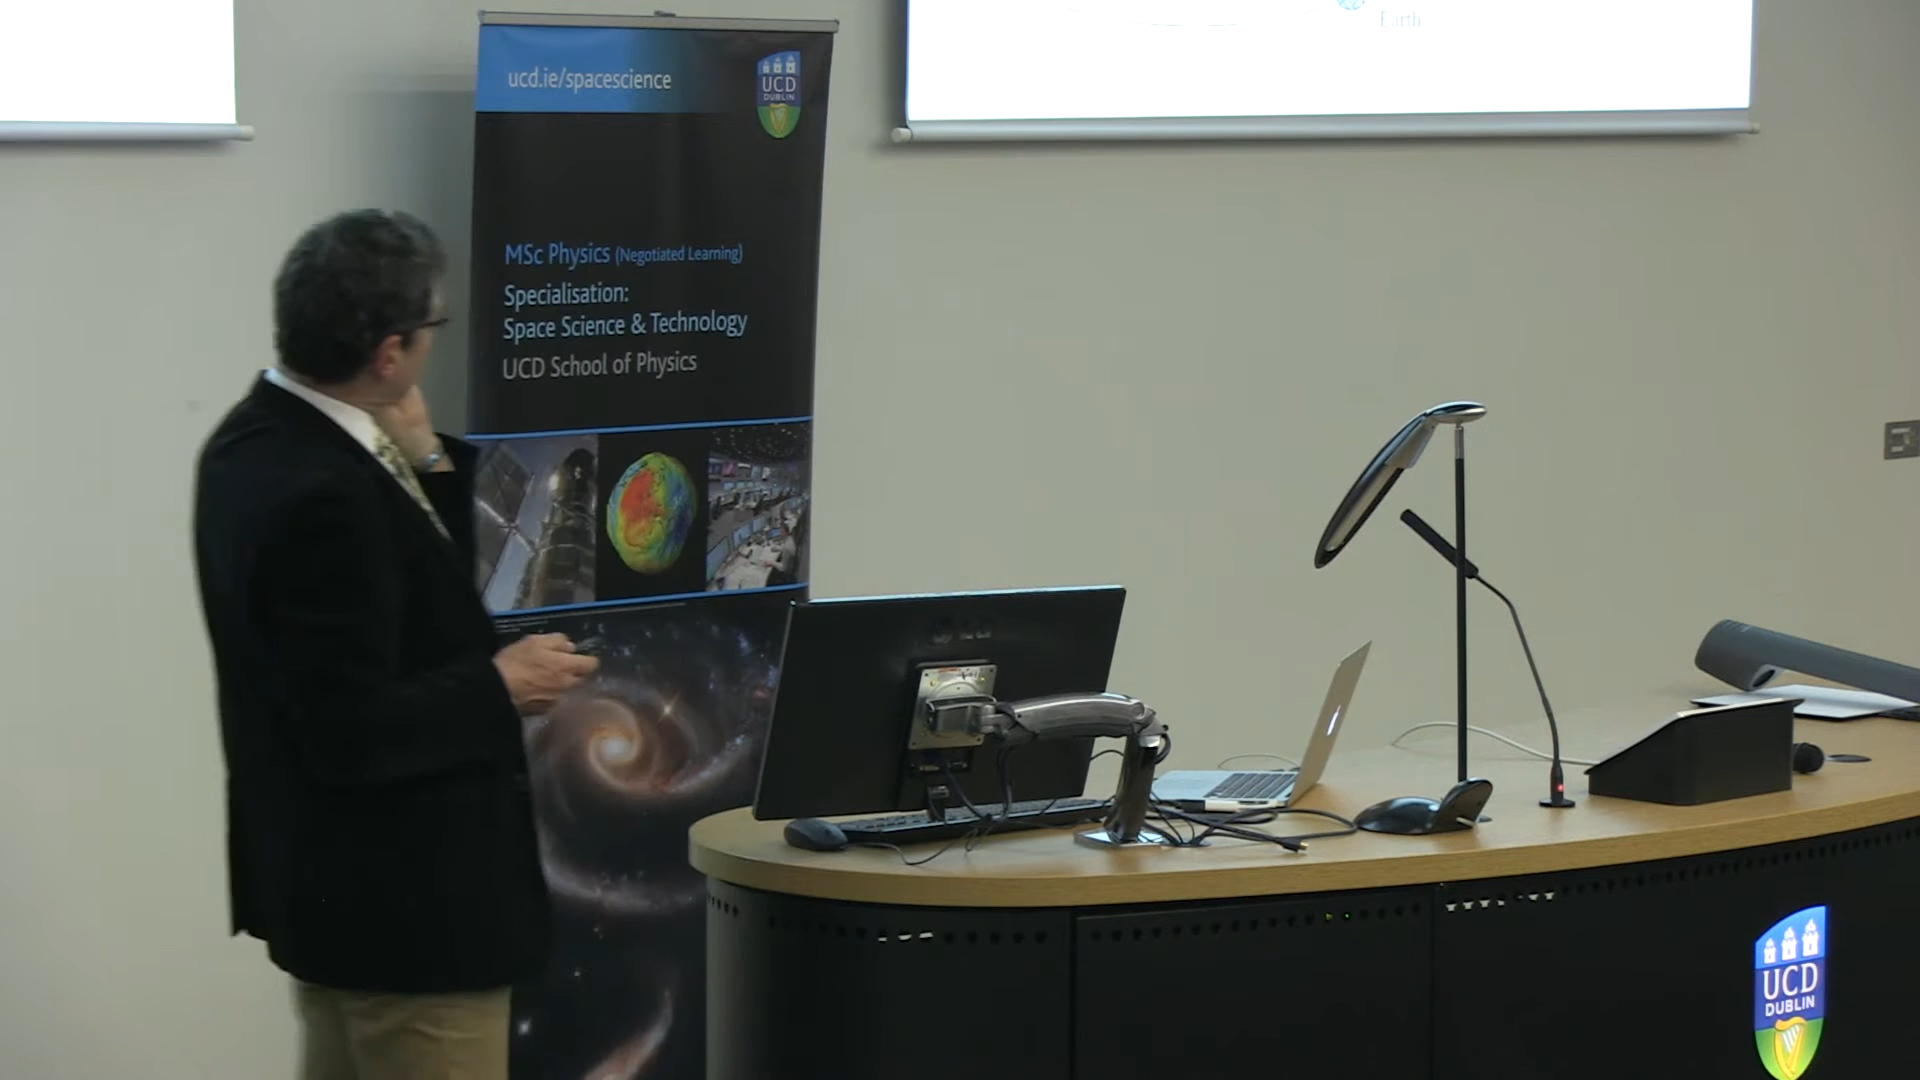 Earth
ucd.ie/spacescience
UCD
DUBLIN
MSc Physics (Negotiated Learning)
Specialisation:
Space Science & Technology
UCD School of Physics
UCD
DUBLIN